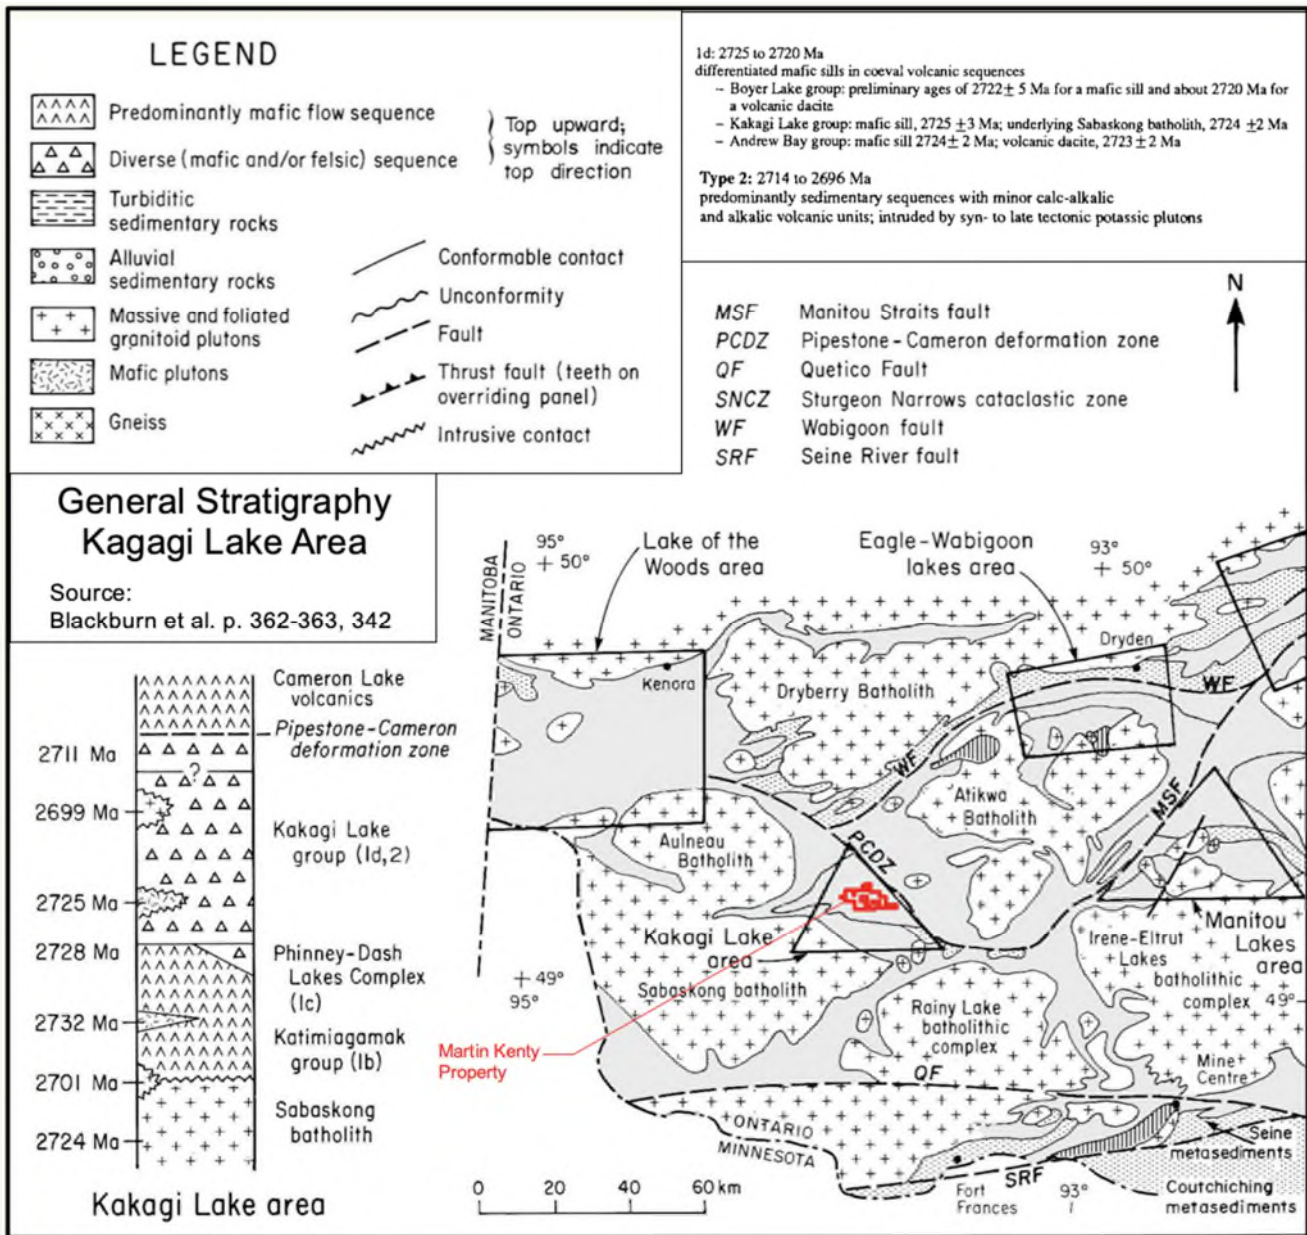 LEGEND
Predominantly mafic flow sequence
Diverse (mafic and/or felsic) sequence
Turbiditic
sedimentary rocks
Alluvial
sedimentary rocks
Massive and foliated
granitoid plutons
Mafic plutons
Gneiss
Top upward;
symbols indicate
top direction
Conformable contact
Unconformity
Fault
Thrust fault (teeth on
overriding panel)
Intrusive contact
1d: 2725 to 2720 Ma
differentiated mafic sills in coeval volcanic sequences
– Boyer Lake group: preliminary ages of 2722± 5 Ma for a mafic sill and about 2720 Ma for
a volcanic dacite
– Kakagi Lake group: mafic sill, 2725 ±3 Ma; underlying Sabaskong batholith, 2724 ±2 Ma
– Andrew Bay group: mafic sill 2724± 2 Ma; volcanic dacite, 2723 ± 2 Ma
Type 2: 2714 to 2696 Ma
predominantly sedimentary sequences with minor calc-alkalic
and alkalic volcanic units; intruded by syn- to late tectonic potassic plutons
MSF Manitou Straits fault
PCDZ Pipestone-Cameron deformation zone
QF Quetico Fault
SNCZ Sturgeon Narrows cataclastic zone
WF Wabigoon fault
SRF Seine River fault
N
General Stratigraphy
Kagagi Lake Area
Source:
Blackburn et al. p. 362-363, 342
Cameron Lake
volcanics
Pipestone-Cameron
deformation zone
2711 Ma
?
2699 Ma
Kakagi Lake
group (1d,2)
2725 Ma
2728 Ma
Phinney-Dash
Lakes Complex
(1c)
2732 Ma
Katimiagamak
group (1b)
2701 Ma
Sabaskong
batholith
2724 Ma
Kakagi Lake area
MANITOBA
ONTARIO
95°
50°
Lake of the
Woods area
Eagle-Wabigoon
lakes area
93°
50°
Kenora
Dryberry Batholith
Dryden
WF
WF
Atikwa
Batholith
MSF
Aulneau
Batholith
PCDZ
Kakagi Lake
area
Manitou
Lakes
area
Irene-Eltrut
Lakes
batholithic
complex
49°
49°
95°
Sabaskong batholith
Rainy Lake
batholithic
complex
Martin Kenty
Property
QF
Mine
Centre
ONTARIO
MINNESOTA
Seine
metasediments
SRF
Fort
Frances
93°
Coutchiching
metasediments
0 20 40 60 km